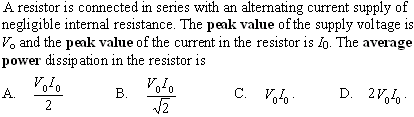 A resistor is connected in series with an alternating current supply of
negligible internal resistance. The peak value of the supply voltage is
V₀ and the peak value of the current in the resistor is I₀. The average
power dissipation in the resistor is
A. V₀I₀/2 B. V₀I₀/√2 C. V₀I₀. D. 2V₀I₀.